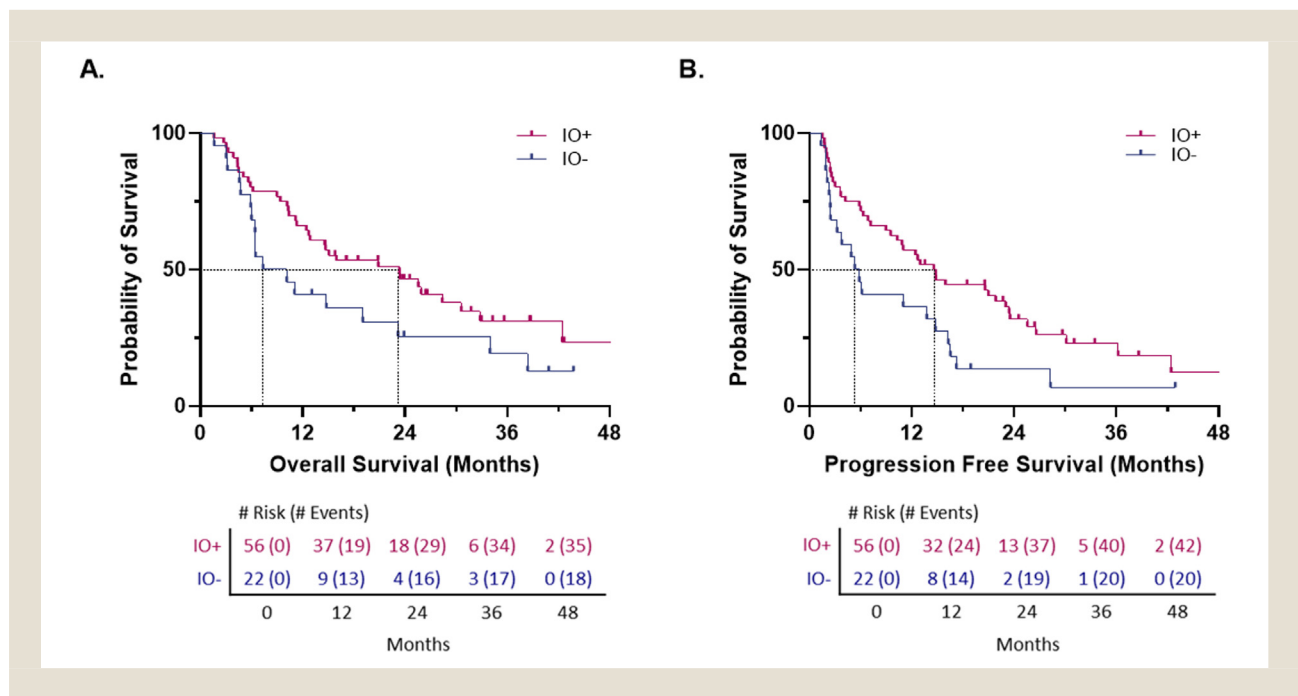 A.
100
50
0
Probability of Survival
IO+
IO-
0 12 24 36 48
Overall Survival (Months)
# Risk (# Events)
IO+ 56 (0) 37 (19) 18 (29) 6 (34) 2 (35)
IO- 22 (0) 9 (13) 4 (16) 3 (17) 0 (18)
0 12 24 36 48
Months
B.
100
50
0
Probability of Survival
IO+
IO-
0 12 24 36 48
Progression Free Survival (Months)
# Risk (# Events)
IO+ 56 (0) 32 (24) 13 (37) 5 (40) 2 (42)
IO- 22 (0) 8 (14) 2 (19) 1 (20) 0 (20)
0 12 24 36 48
Months